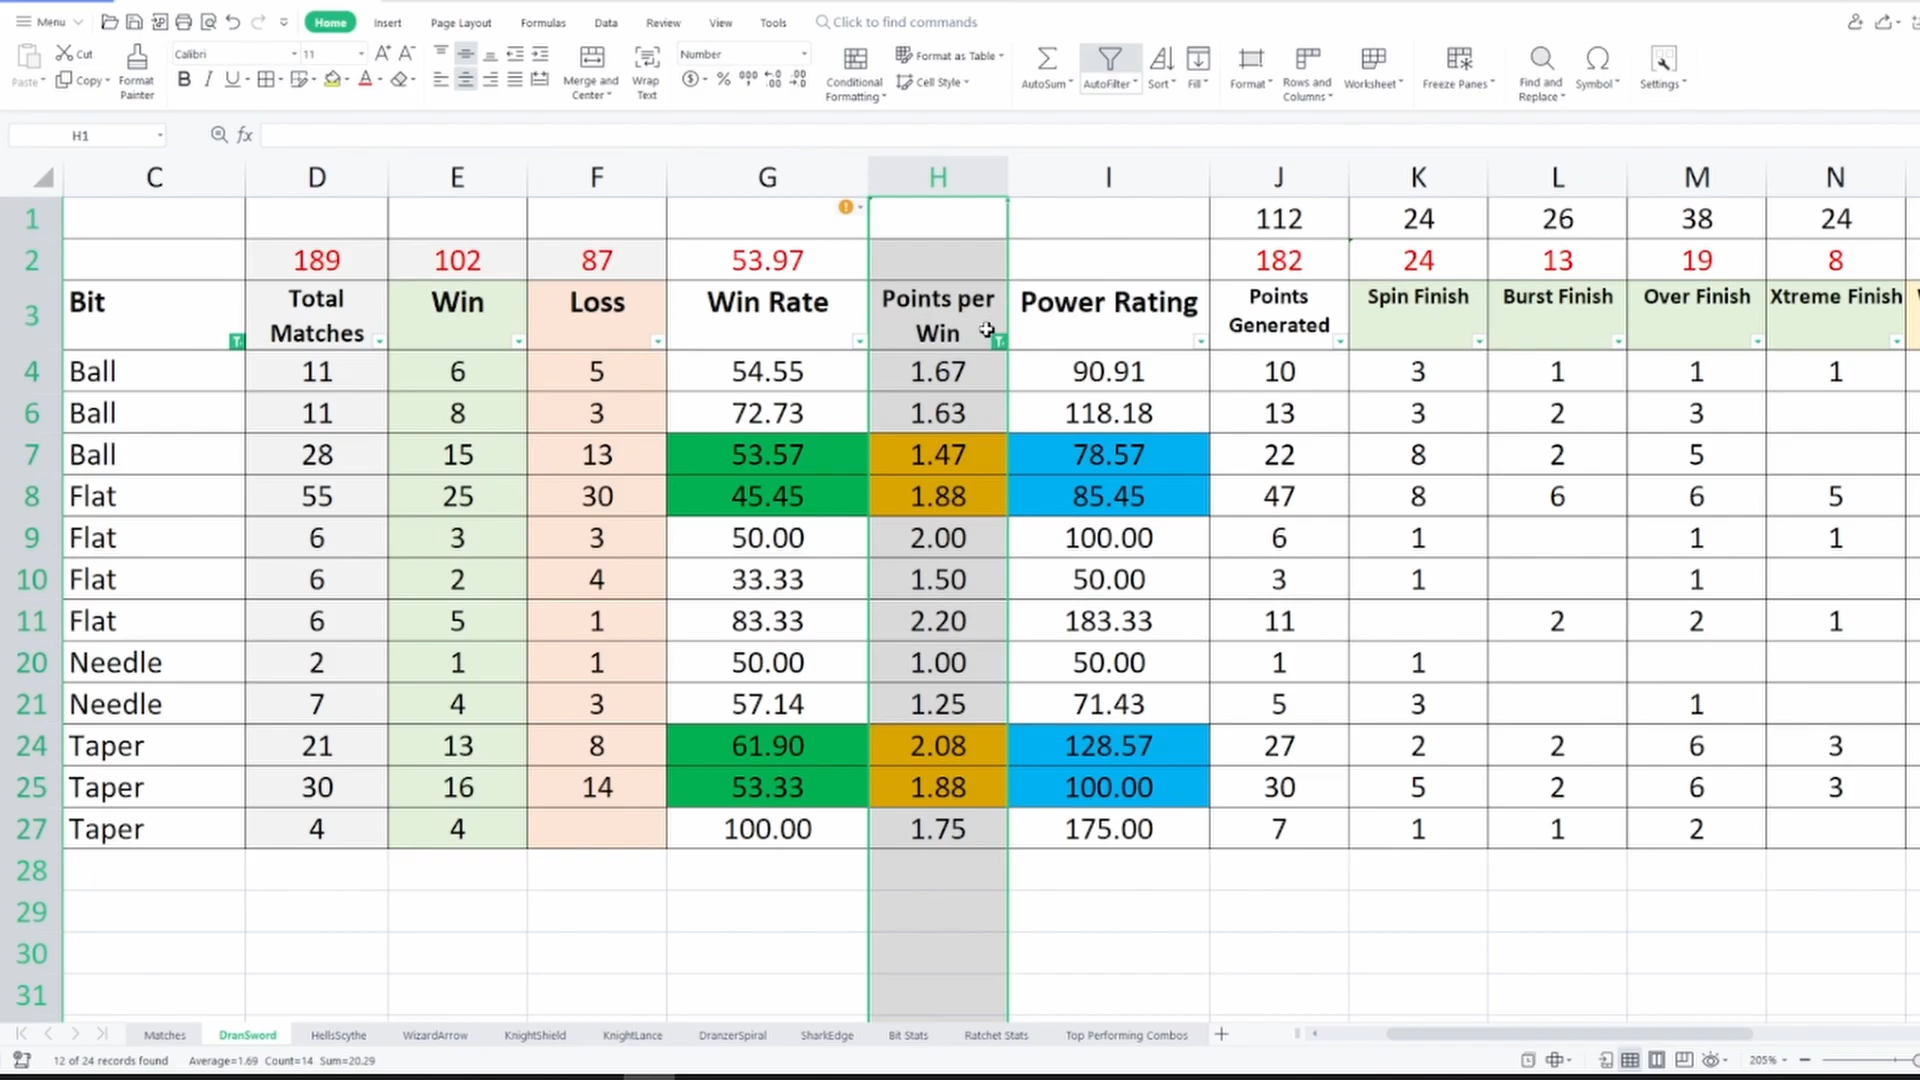 Menu Home Insert Page Layout Formulas Data Review View Tools Click to find commands
Cut Calibri 11 Number Format as Table
Paste Copy Format Painter Merge and Center Wrap Text Conditional Formatting Cell Style AutoSum AutoFilter Sort Fill Format Rows and Columns Worksheet Freeze Panes Find and Replace Symbol Settings
H1 fx
C D E F G H I J K L M N
1 112 24 26 38 24
2 189 102 87 53.97 182 24 13 19 8
3 Bit Total Matches Win Loss Win Rate Points per Win Power Rating Points Generated Spin Finish Burst Finish Over Finish Xtreme Finish
4 Ball 11 6 5 54.55 1.67 90.91 10 3 1 1 1
6 Ball 11 8 3 72.73 1.63 118.18 13 3 2 3
7 Ball 28 15 13 53.57 1.47 78.57 22 8 2 5
8 Flat 55 25 30 45.45 1.88 85.45 47 8 6 6 5
9 Flat 6 3 3 50.00 2.00 100.00 6 1 1 1
10 Flat 6 2 4 33.33 1.50 50.00 3 1 1
11 Flat 6 5 1 83.33 2.20 183.33 11 2 2 1
20 Needle 2 1 1 50.00 1.00 50.00 1 1
21 Needle 7 4 3 57.14 1.25 71.43 5 3 1
24 Taper 21 13 8 61.90 2.08 128.57 27 2 2 6 3
25 Taper 30 16 14 53.33 1.88 100.00 30 5 2 6 3
27 Taper 4 4 100.00 1.75 175.00 7 1 1 2
28
29
30
31
Matches DranSword HellsScythe WizardArrow KnightShield KnightLance DranzerSpiral SharkEdge Bit Stats Ratchet Stats Top Performing Combos
12 of 24 records found Average=1.69 Count=14 Sum=20.29 205%